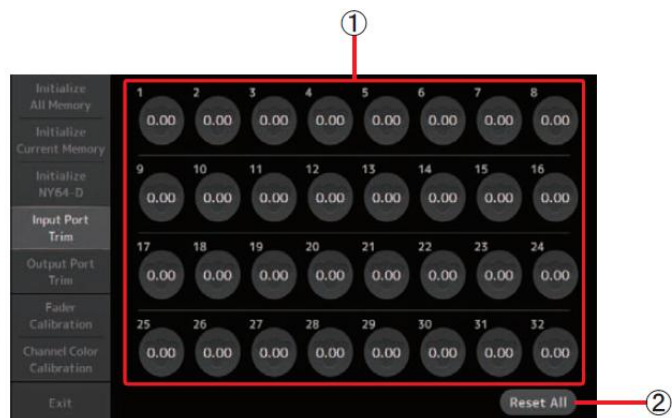 ①
Initialize
All Memory
Initialize
Current Memory
Initialize
NY64-D
Input Port
Trim
Output Port
Trim
Fader
Calibration
Channel Color
Calibration
Exit
1 2 3 4 5 6 7 8
0.00 0.00 0.00 0.00 0.00 0.00 0.00 0.00
9 10 11 12 13 14 15 16
0.00 0.00 0.00 0.00 0.00 0.00 0.00 0.00
17 18 19 20 21 22 23 24
0.00 0.00 0.00 0.00 0.00 0.00 0.00 0.00
25 26 27 28 29 30 31 32
0.00 0.00 0.00 0.00 0.00 0.00 0.00 0.00
Reset All ②